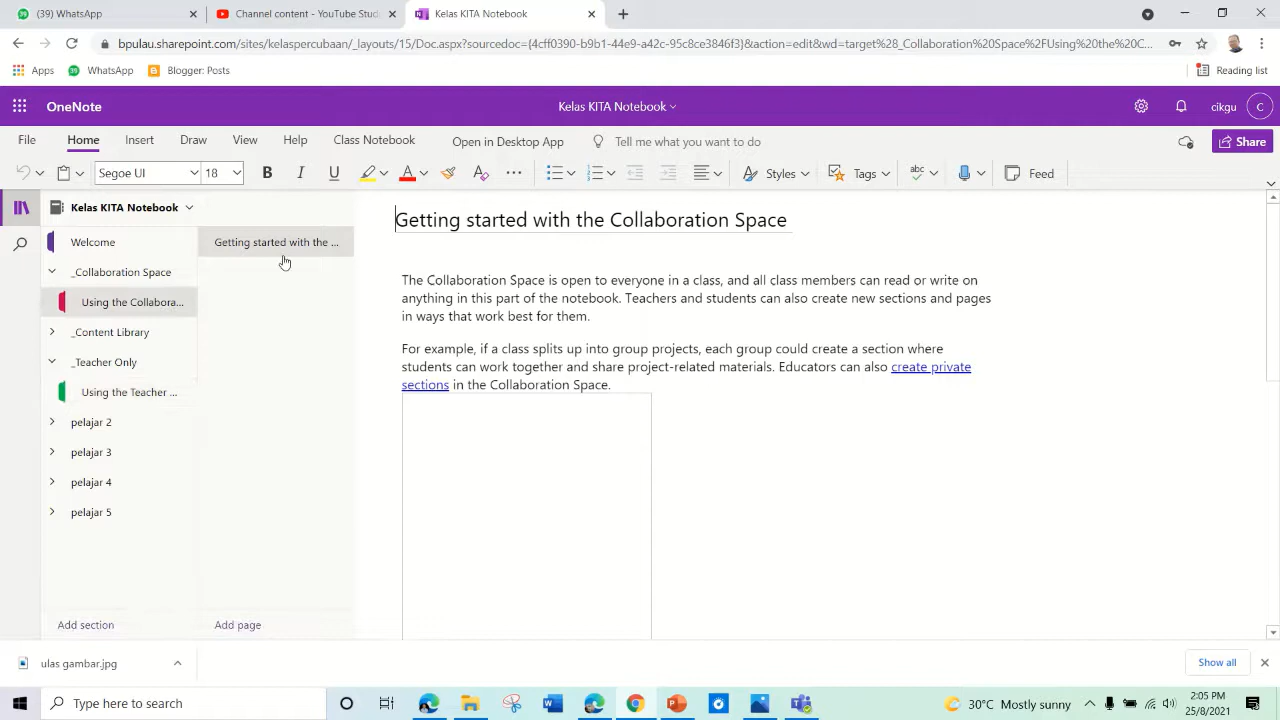 (39) WhatsApp
Channel content - YouTube Stud
Kelas KITA Notebook
bpulau.sharepoint.com/sites/kelaspercubaan/_layouts/15/Doc.aspx?sourcedoc={4cff0390-b9b1-44e9-a42c-95c8ce3846f3}&action=edit&wd=target%28_Collaboration%20Space%2FUsing%20the%20C...
Apps
WhatsApp
Blogger: Posts
Reading list
OneNote
Kelas KITA Notebook
cikgu
C
File
Home
Insert
Draw
View
Help
Class Notebook
Open in Desktop App
Tell me what you want to do
Share
Segoe UI
18
B
I
U
A
A
Styles
Tags
abc
Feed
Kelas KITA Notebook
Welcome
_Collaboration Space
Using the Collabora...
_Content Library
_Teacher Only
Using the Teacher ...
pelajar 2
pelajar 3
pelajar 4
pelajar 5
Add section
Getting started with the ...
Add page
Getting started with the Collaboration Space
The Collaboration Space is open to everyone in a class, and all class members can read or write on
anything in this part of the notebook. Teachers and students can also create new sections and pages
in ways that work best for them.
For example, if a class splits up into group projects, each group could create a section where
students can work together and share project-related materials. Educators can also create private
sections in the Collaboration Space.
ulas gambar.jpg
Show all
Type here to search
30°C Mostly sunny
2:05 PM
25/8/2021